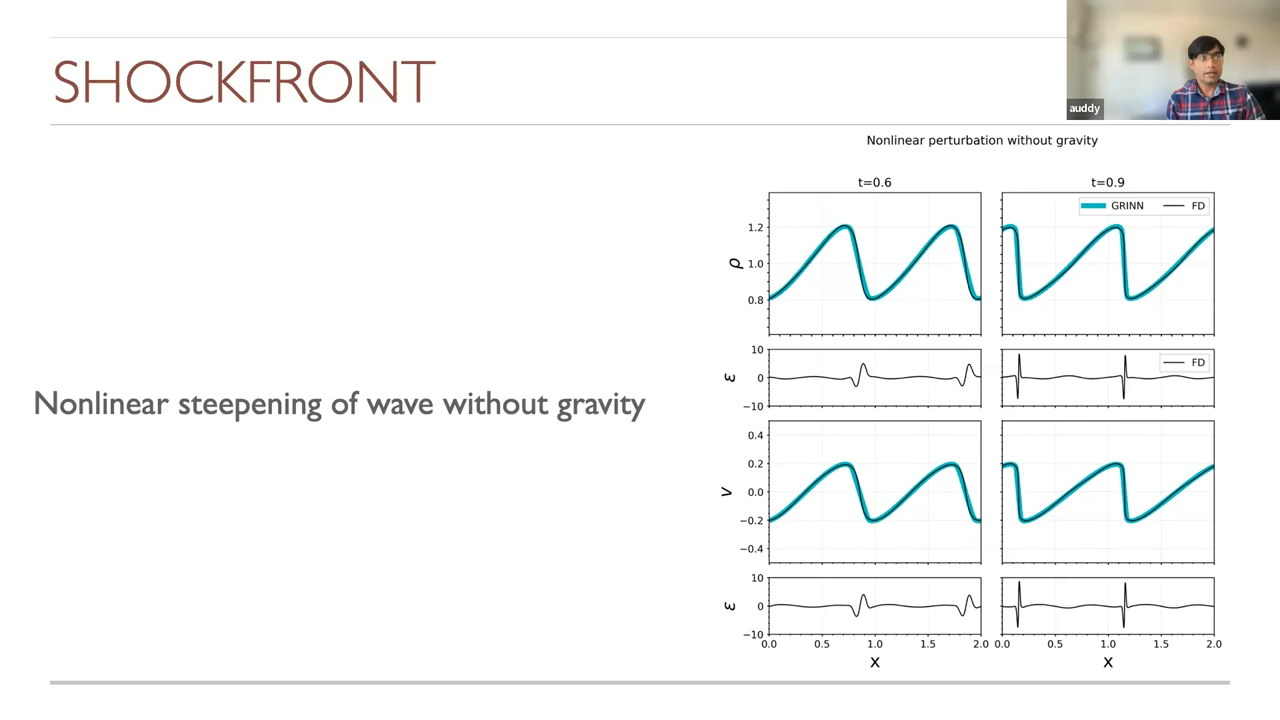 SHOCKFRONT
auddy
Nonlinear steepening of wave without gravity
Nonlinear perturbation without gravity
t=0.6
t=0.9
GRINN
FD
ρ
1.2
1.0
0.8
ε
10
0
−10
FD
v
0.4
0.2
0.0
−0.2
−0.4
ε
10
0
−10
0.0 0.5 1.0 1.5 2.0
0.0 0.5 1.0 1.5 2.0
x
x